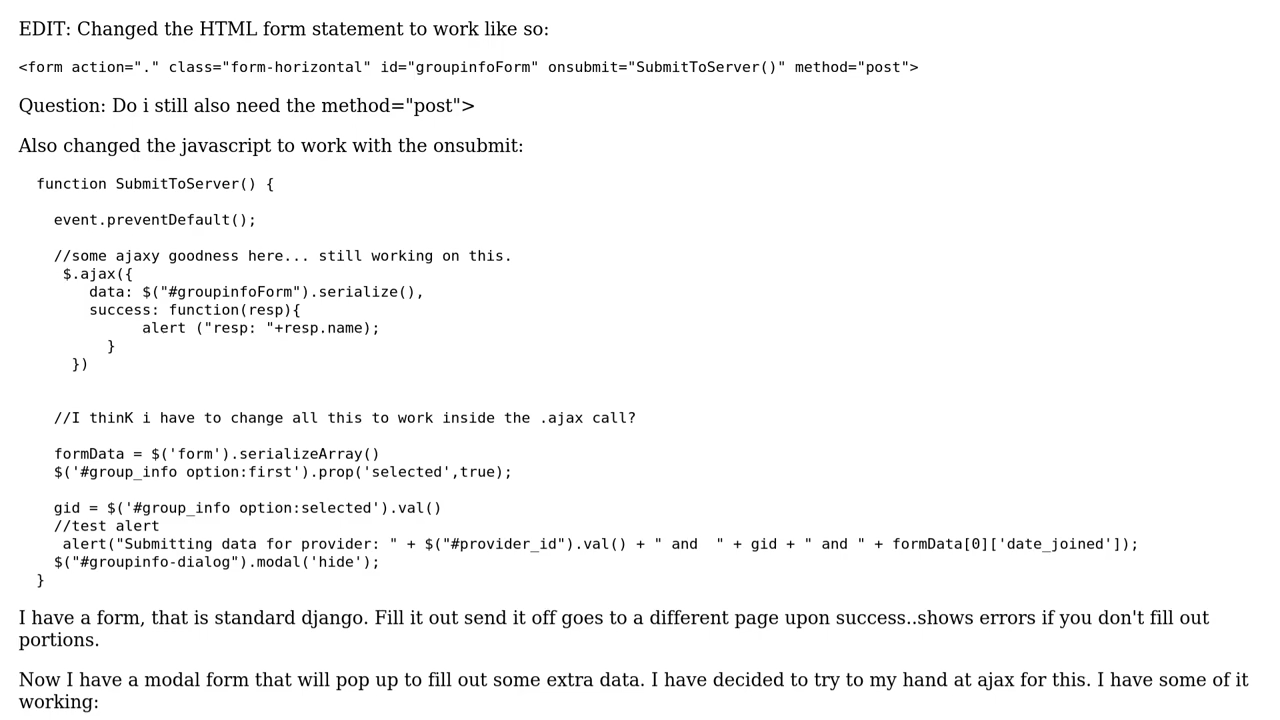 EDIT: Changed the HTML form statement to work like so:
<form action="." class="form-horizontal" id="groupinfoForm" onsubmit="SubmitToServer()" method="post">
Question: Do i still also need the method="post">
Also changed the javascript to work with the onsubmit:
function SubmitToServer() {
event.preventDefault();
//some ajaxy goodness here... still working on this.
$.ajax({
data: $("#groupinfoForm").serialize(),
success: function(resp){
alert ("resp: "+resp.name);
}
})
//I thinK i have to change all this to work inside the .ajax call?
formData = $('form').serializeArray()
$('#group_info option:first').prop('selected',true);
gid = $('#group_info option:selected').val()
//test alert
alert("Submitting data for provider: " + $("#provider_id").val() + " and  " + gid + " and " + formData[0]['date_joined']);
$("#groupinfo-dialog").modal('hide');
}
I have a form, that is standard django. Fill it out send it off goes to a different page upon success..shows errors if you don't fill out
portions.
Now I have a modal form that will pop up to fill out some extra data. I have decided to try to my hand at ajax for this. I have some of it
working: